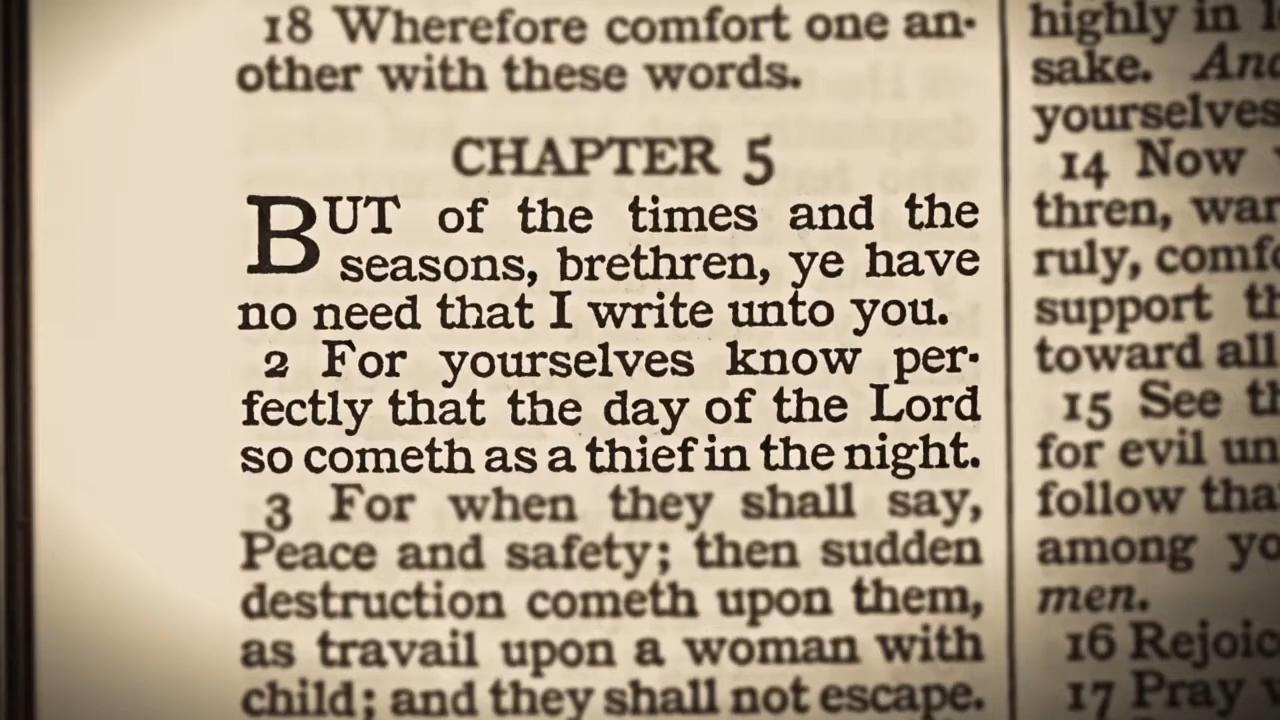 18 Wherefore comfort one an-
other with these words.
CHAPTER 5
BUT of the times and the
seasons, brethren, ye have
no need that I write unto you.
2 For yourselves know per-
fectly that the day of the Lord
so cometh as a thief in the night.
3 For when they shall say,
Peace and safety; then sudden
destruction cometh upon them,
as travail upon a woman with
child; and they shall not escape.
highly in
sake. And
yourselves
14 Now
thren,
ruly,
support
toward all
15 See
for evil
follow
among
men.
16
17 Pray